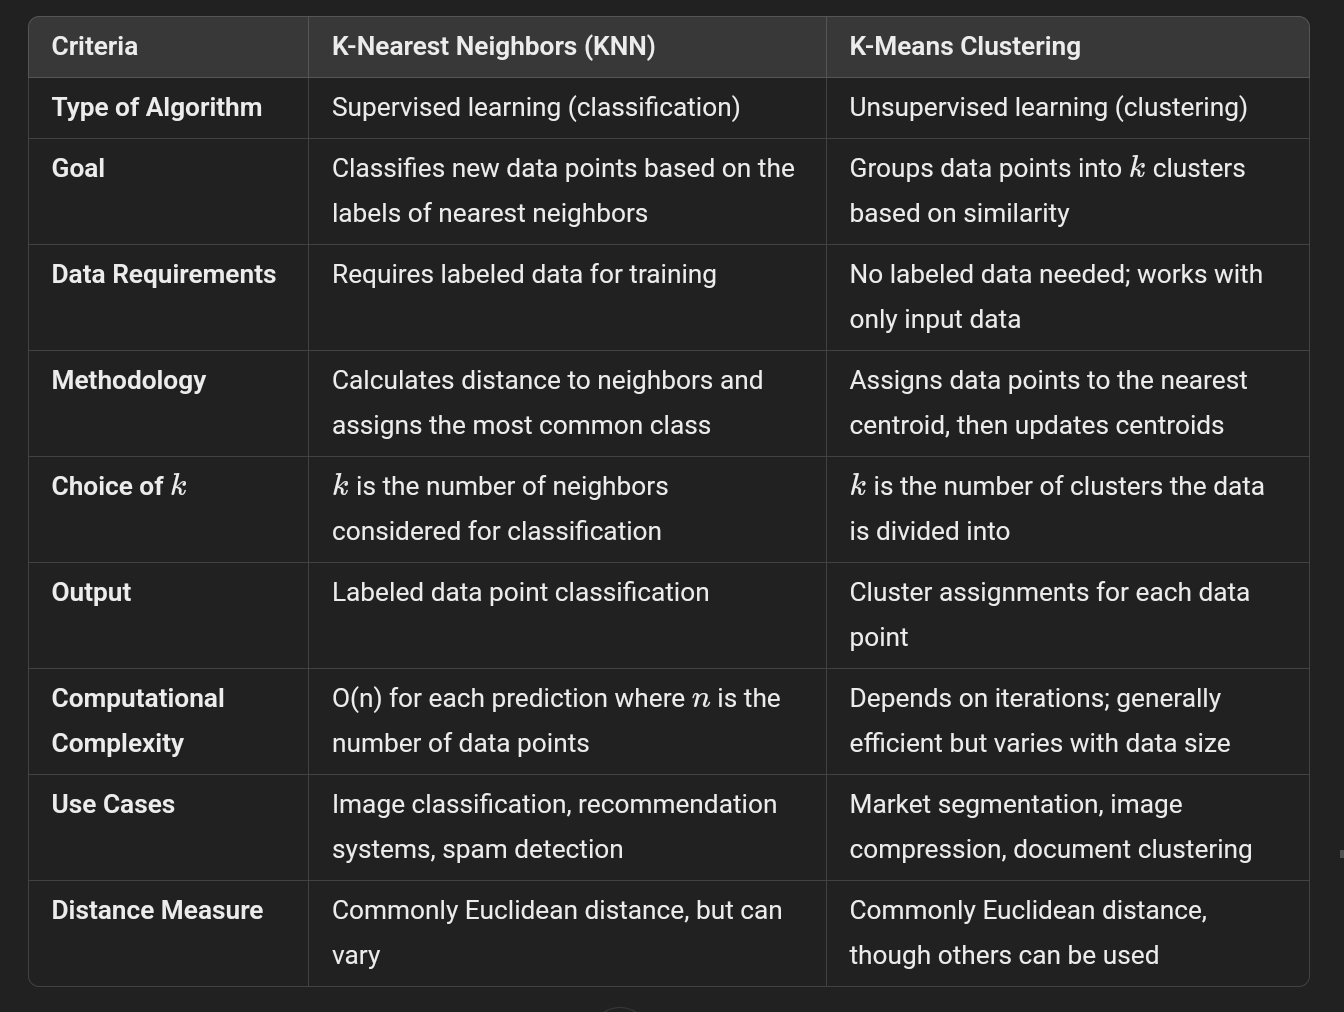 Criteria
K-Nearest Neighbors (KNN)
K-Means Clustering
Type of Algorithm
Supervised learning (classification)
Unsupervised learning (clustering)
Goal
Classifies new data points based on the
labels of nearest neighbors
Groups data points into k clusters
based on similarity
Data Requirements
Requires labeled data for training
No labeled data needed; works with
only input data
Methodology
Calculates distance to neighbors and
assigns the most common class
Assigns data points to the nearest
centroid, then updates centroids
Choice of k
k is the number of neighbors
considered for classification
k is the number of clusters the data
is divided into
Output
Labeled data point classification
Cluster assignments for each data
point
Computational
Complexity
O(n) for each prediction where n is the
number of data points
Depends on iterations; generally
efficient but varies with data size
Use Cases
Image classification, recommendation
systems, spam detection
Market segmentation, image
compression, document clustering
Distance Measure
Commonly Euclidean distance, but can
vary
Commonly Euclidean distance,
though others can be used